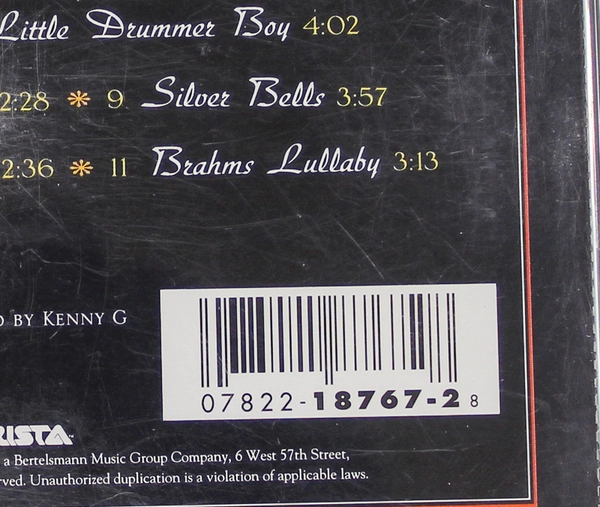 Little Drummer Boy 4:02
2:28 * 9 Silver Bells 3:57
2:36 * 11 Brahms Lullaby 3:13
BY KENNY G
07822-18767-2 8
RISTA™
a Bertelsmann Music Group Company, 6 West 57th Street,
rved. Unauthorized duplication is a violation of applicable laws.